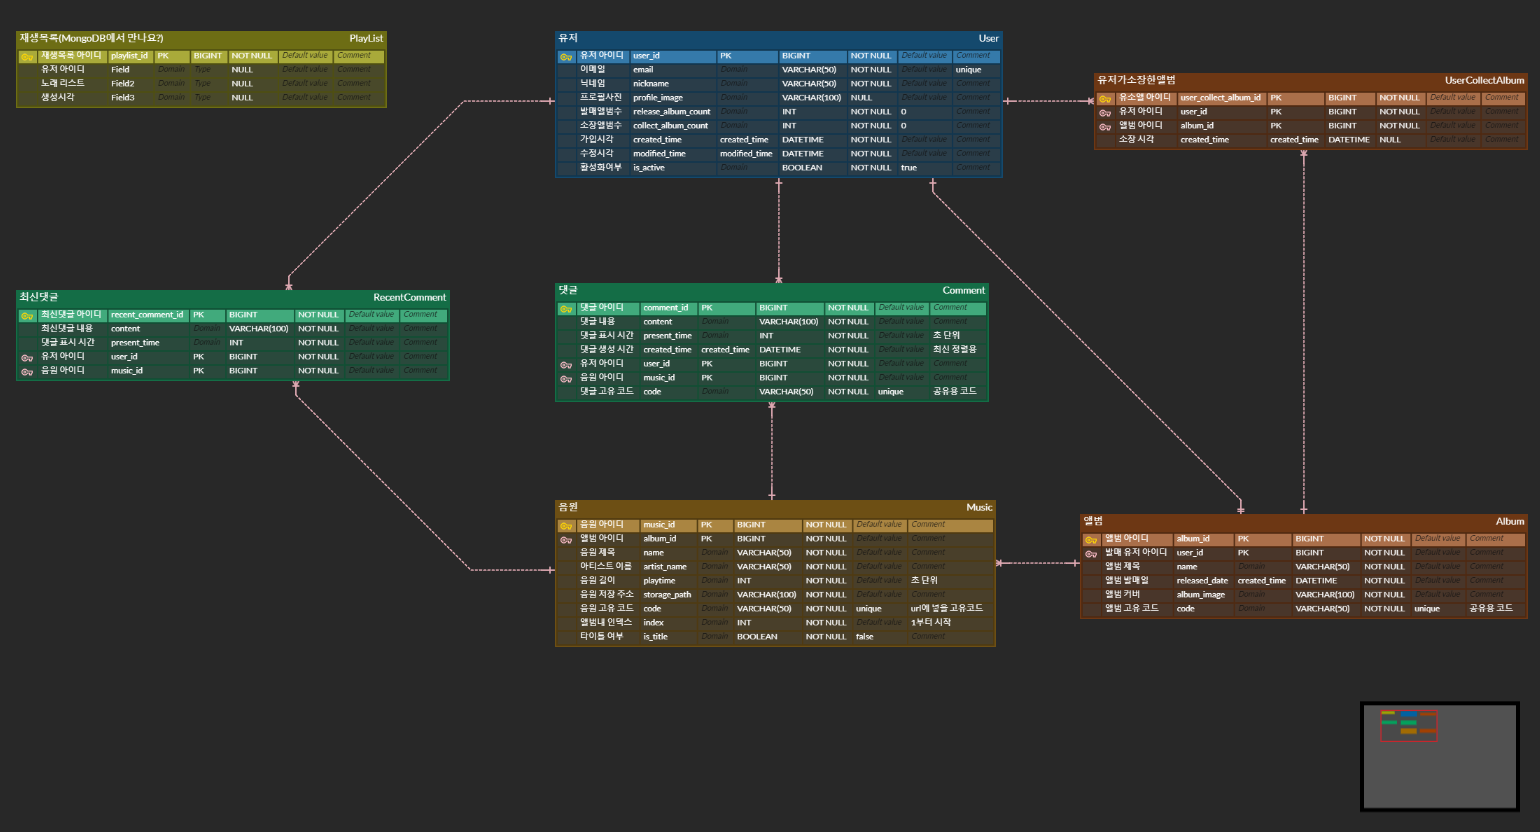 재생목록(MongoDB에서 만나요?) PlayList
재생목록 아이디 playlist_id PK BIGINT NOT NULL Default value Comment
유저 아이디 Field Domain Type NULL Default value Comment
노래 리스트 Field2 Domain Type NULL Default value Comment
생성시각 Field3 Domain Type NULL Default value Comment
유저 User
유저 아이디 user_id PK BIGINT NOT NULL Default value Comment
이메일 email Domain VARCHAR(50) NOT NULL Default value unique
닉네임 nickname Domain VARCHAR(50) NOT NULL Default value Comment
프로필사진 profile_image Domain VARCHAR(100) NULL Default value Comment
발매앨범수 release_album_count Domain INT NOT NULL 0 Comment
소장앨범수 collect_album_count Domain INT NOT NULL 0 Comment
가입시각 created_time created_time DATETIME NOT NULL Default value Comment
수정시각 modified_time modified_time DATETIME NOT NULL Default value Comment
활성화여부 is_active Domain BOOLEAN NOT NULL true Comment
유저가소장한앨범 UserCollectAlbum
유소앨 아이디 user_collect_album_id PK BIGINT NOT NULL Default value Comment
유저 아이디 user_id PK BIGINT NOT NULL Default value Comment
앨범 아이디 album_id PK BIGINT NOT NULL Default value Comment
소장 시각 created_time created_time DATETIME NULL Default value Comment
최신댓글 RecentComment
최신댓글 아이디 recent_comment_id PK BIGINT NOT NULL Default value Comment
최신댓글 내용 content Domain VARCHAR(100) NOT NULL Default value Comment
댓글 표시 시간 present_time Domain INT NOT NULL Default value Comment
유저 아이디 user_id PK BIGINT NOT NULL Default value Comment
음원 아이디 music_id PK BIGINT NOT NULL Default value Comment
댓글 Comment
댓글 아이디 comment_id PK BIGINT NOT NULL Default value Comment
댓글 내용 content Domain VARCHAR(100) NOT NULL Default value Comment
댓글 표시 시간 present_time Domain INT NOT NULL Default value 초 단위
댓글 생성 시간 created_time created_time DATETIME NOT NULL Default value 최신 정렬용
유저 아이디 user_id PK BIGINT NOT NULL Default value Comment
음원 아이디 music_id PK BIGINT NOT NULL Default value Comment
댓글 고유 코드 code Domain VARCHAR(50) NOT NULL unique 공유용 코드
음원 Music
음원 아이디 music_id PK BIGINT NOT NULL Default value Comment
앨범 아이디 album_id PK BIGINT NOT NULL Default value Comment
음원 제목 name Domain VARCHAR(50) NOT NULL Default value Comment
아티스트 이름 artist_name Domain VARCHAR(50) NOT NULL Default value Comment
음원 길이 playtime Domain INT NOT NULL Default value 초 단위
음원 저장 주소 storage_path Domain VARCHAR(100) NOT NULL Default value Comment
음원 고유 코드 code Domain VARCHAR(50) NOT NULL unique url에 넣을 고유코드
앨범내 인덱스 index Domain INT NOT NULL Default value 1부터 시작
타이틀 여부 is_title Domain BOOLEAN NOT NULL false Comment
앨범 Album
앨범 아이디 album_id PK BIGINT NOT NULL Default value Comment
발매 유저 아이디 user_id PK BIGINT NOT NULL Default value Comment
앨범 제목 name Domain VARCHAR(50) NOT NULL Default value Comment
앨범 발매일 released_date created_time DATETIME NOT NULL Default value Comment
앨범 커버 album_image Domain VARCHAR(100) NOT NULL Default value Comment
앨범 고유 코드 code Domain VARCHAR(50) NOT NULL unique 공유용 코드